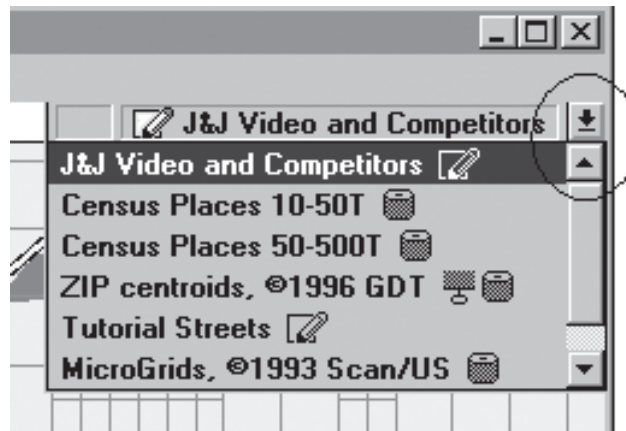 J&J Video and Competitors
J&J Video and Competitors
Census Places 10-50T
Census Places 50-500T
ZIP centroids, ©1996 GDT
Tutorial Streets
MicroGrids, ©1993 Scan/US